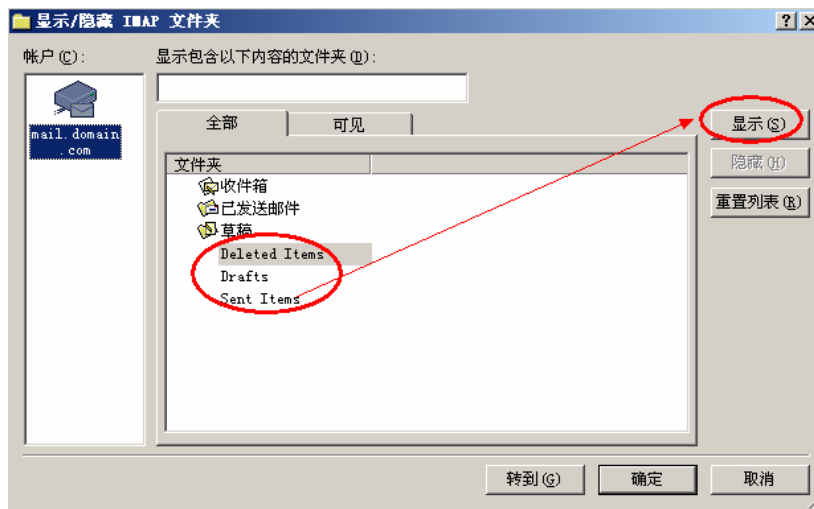 显示/隐藏 IMAP 文件夹
帐户(C):
显示包含以下内容的文件夹(D):
mail.domain
.com
全部
可见
显示(S)
隐藏(H)
重置列表(R)
文件夹
收件箱
已发送邮件
草稿
Deleted Items
Drafts
Sent Items
转到(G)
确定
取消